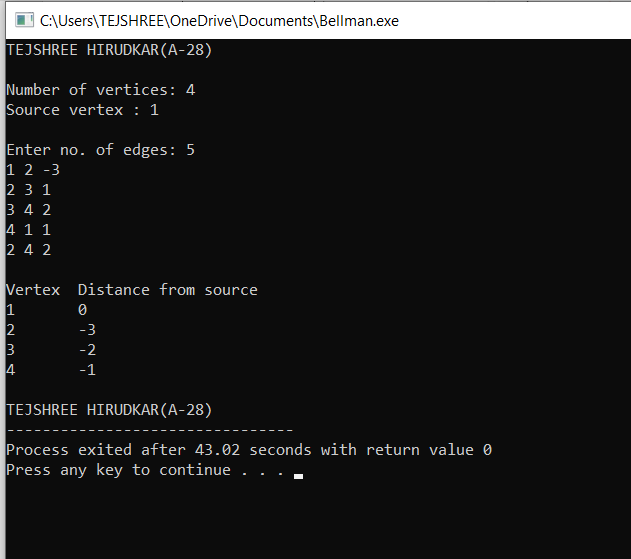 C:\Users\TEJSHREE\OneDrive\Documents\Bellman.exe
TEJSHREE HIRUDKAR(A-28)
Number of vertices: 4
Source vertex : 1
Enter no. of edges: 5
1 2 -3
2 3 1
3 4 2
4 1 1
2 4 2
Vertex  Distance from source
1       0
2       -3
3       -2
4       -1
TEJSHREE HIRUDKAR(A-28)
--------------------------------
Process exited after 43.02 seconds with return value 0
Press any key to continue . . .